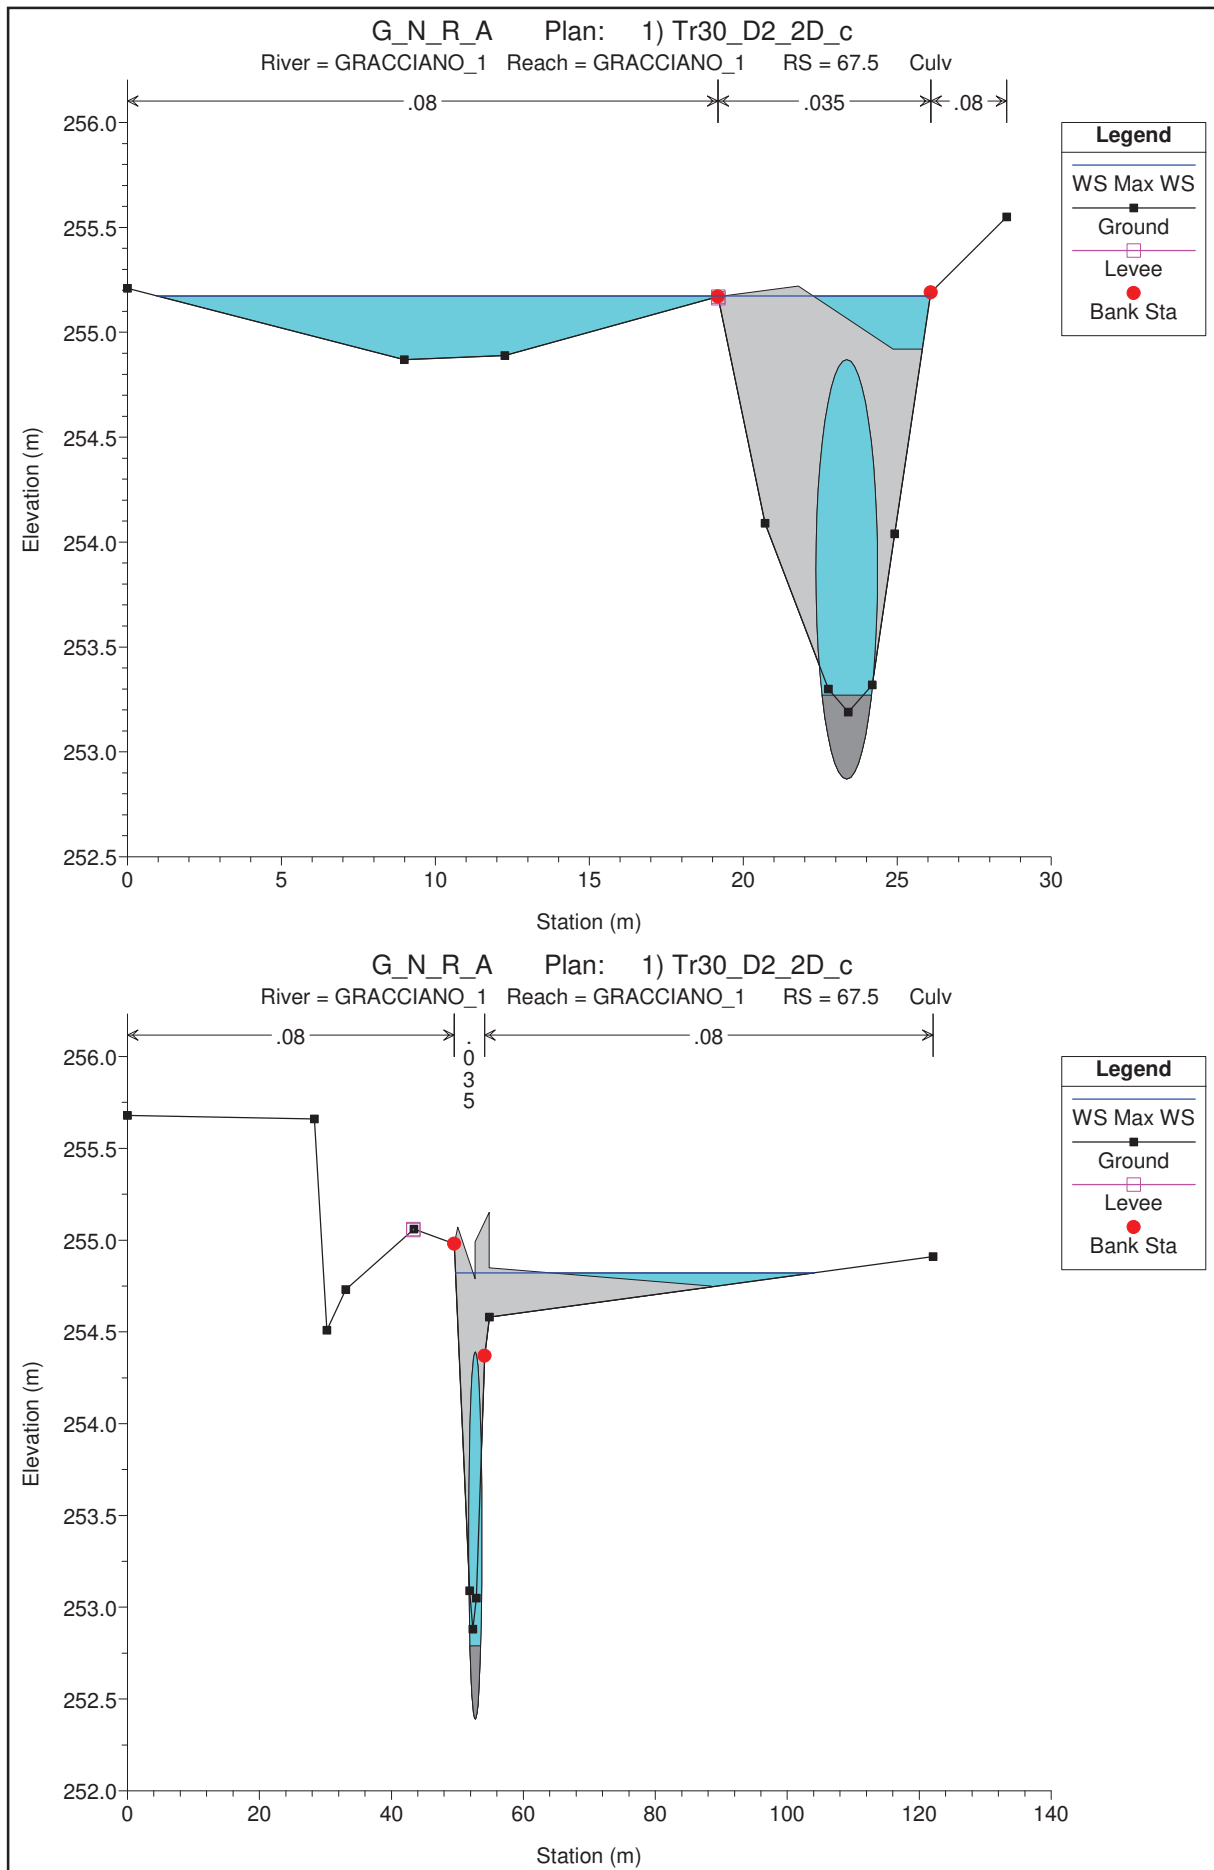 G_N_R_A Plan: 1) Tr30_D2_2D_c
River = GRACCIANO_1 Reach = GRACCIANO_1 RS = 67.5 Culv
.08 .035 .08
256.0
255.5
255.0
254.5
254.0
253.5
253.0
252.5
Elevation (m)
0 5 10 15 20 25 30
Station (m)
Legend
WS Max WS
Ground
Levee
Bank Sta
G_N_R_A Plan: 1) Tr30_D2_2D_c
River = GRACCIANO_1 Reach = GRACCIANO_1 RS = 67.5 Culv
.08 .035 .08
256.0
255.5
255.0
254.5
254.0
253.5
253.0
252.5
252.0
Elevation (m)
0 20 40 60 80 100 120 140
Station (m)
Legend
WS Max WS
Ground
Levee
Bank Sta